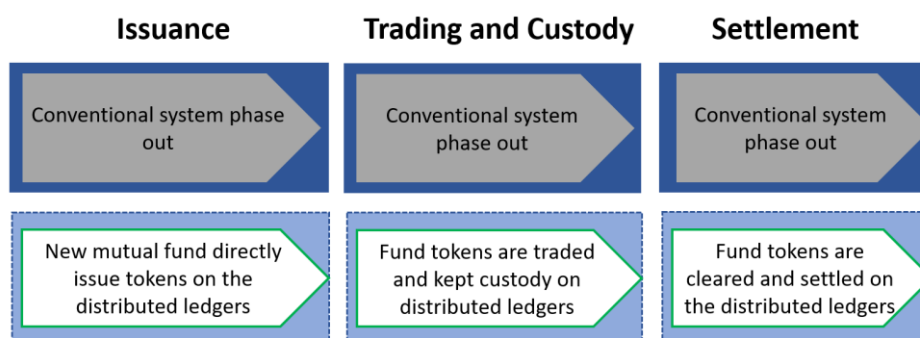 Issuance
Trading and Custody
Settlement
Conventional system phase
out
Conventional system
phase out
Conventional system
phase out
New mutual fund directly
issue tokens on the
distributed ledgers
Fund tokens are traded
and kept custody on
distributed ledgers
Fund tokens are
cleared and settled on
the distributed ledgers